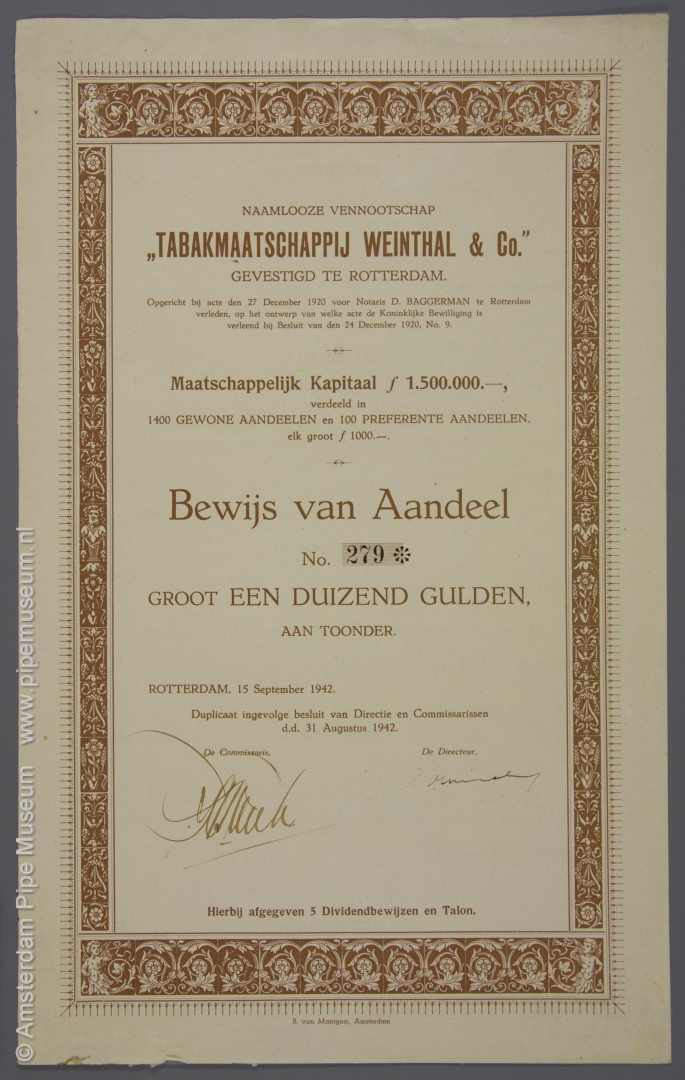 NAAMLOOZE VENNOOTSCHAP
„TABAKMAATSCHAPPIJ WEINTHAL & Co."
GEVESTIGD TE ROTTERDAM.
Opgericht bij acte den 27 December 1920 voor Notaris D. BAGGERMAN te Rotterdam
verleden, op het ontwerp van welke acte de Koninklijke Bewilliging is
verleend bij Besluit van den 24 December 1920, No. 9.
Maatschappelijk Kapitaal ƒ 1.500.000.—,
verdeeld in
1400 GEWONE AANDEELEN en 100 PREFERENTE AANDEELEN,
elk groot ƒ 1000.—.
Bewijs van Aandeel
No. 279 ✻
GROOT EEN DUIZEND GULDEN,
AAN TOONDER.
ROTTERDAM, 15 September 1942.
Duplicaat ingevolge besluit van Directie en Commissarissen
d.d. 31 Augustus 1942.
De Commissaris. De Directeur.
Hierbij afgegeven 5 Dividendbewijzen en Talon.
B. van Mantgem, Amsterdam
© Amsterdam Pipe Museum www.pipemuseum.nl